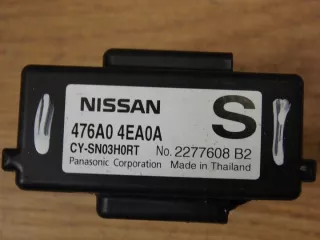 NISSAN
S
476A0 4EA0A
CY-SN03H0RT No. 2277608 B2
Panasonic Corporation Made in Thailand